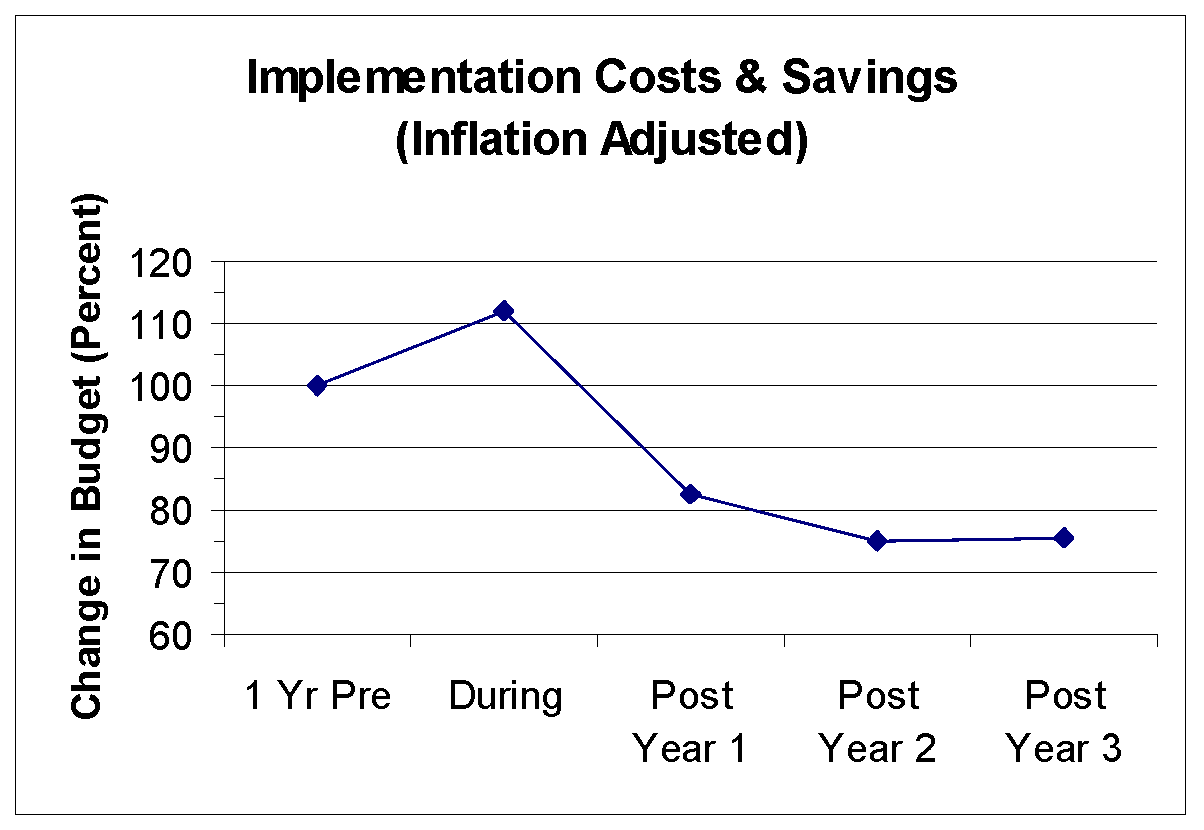 Implementation Costs & Savings
(Inflation Adjusted)
Change in Budget (Percent)
120
110
100
90
80
70
60
1 Yr Pre
During
Post
Year 1
Post
Year 2
Post
Year 3